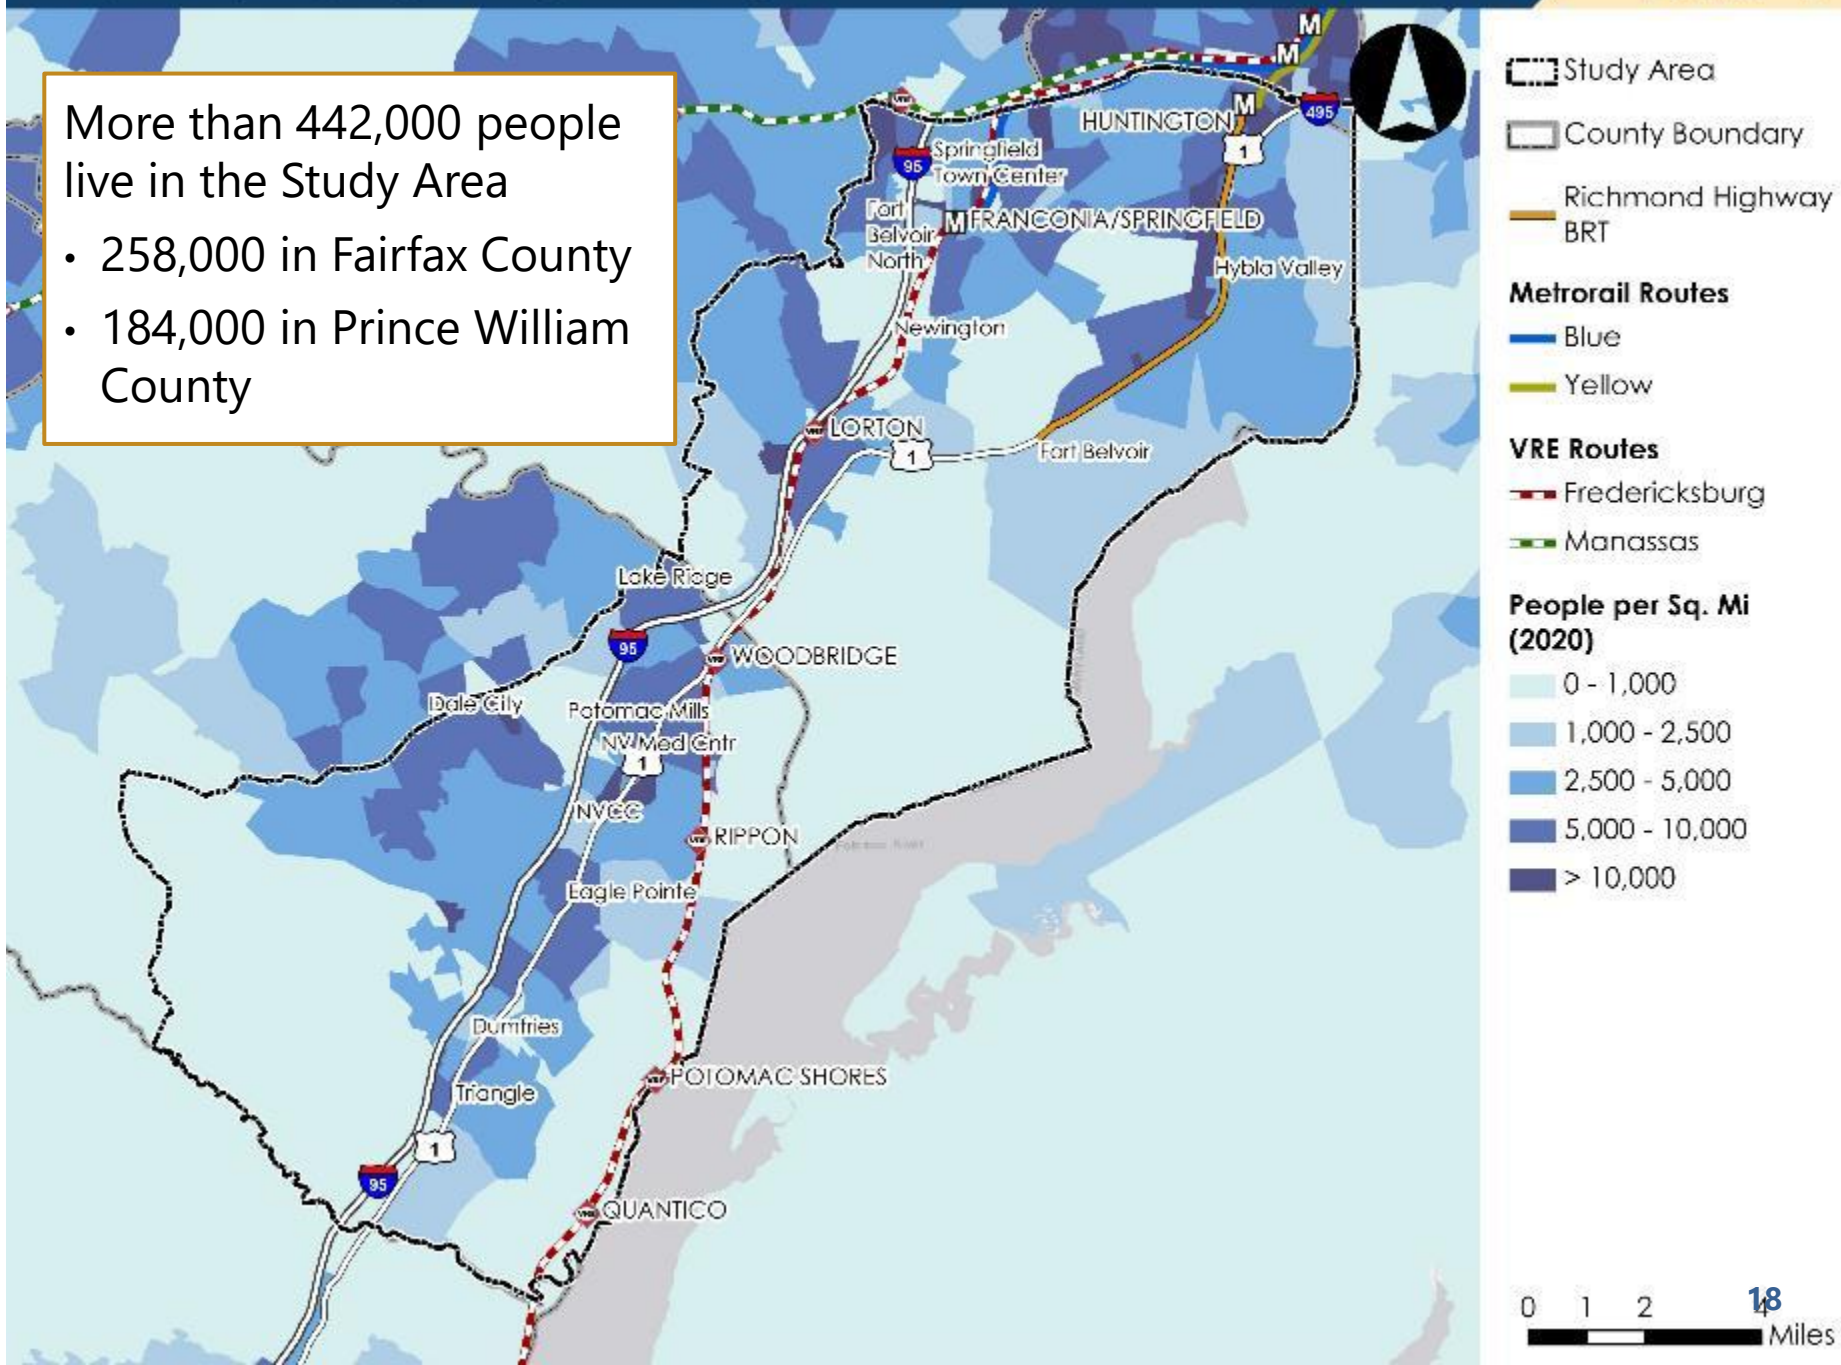 More than 442,000 people
live in the Study Area
• 258,000 in Fairfax County
• 184,000 in Prince William
County
M
M
M
HUNTINGTON
495
1
95
Springfield
Town Center
Fort
Belvoir
North
M
FRANCONIA/SPRINGFIELD
Hybla Valley
Newington
LORTON
1
Fort Belvoir
Lake Ridge
95
WOODBRIDGE
Dale City
Potomac Mills
NV Med Cntr
1
NVCC
RIPPON
Potomac River
Eagle Pointe
Dumfries
POTOMAC SHORES
Triangle
1
95
QUANTICO
Study Area
County Boundary
Richmond Highway
BRT
Metrorail Routes
Blue
Yellow
VRE Routes
Fredericksburg
Manassas
People per Sq. Mi
(2020)
0 - 1,000
1,000 - 2,500
2,500 - 5,000
5,000 - 10,000
> 10,000
0 1 2 4
Miles
18